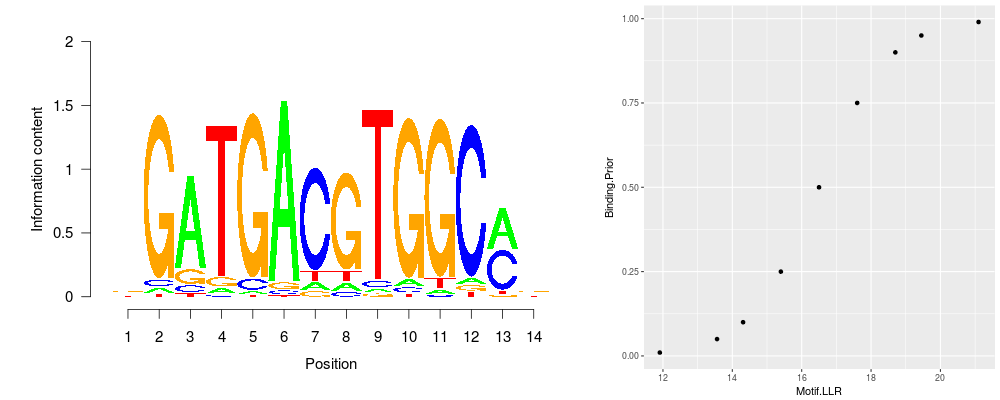 2
1.5
1
0.5
0
Information content
GATGACGTGGCA
C
1 2 3 4 5 6 7 8 9 10 11 12 13 14
Position
1.00
0.75
0.50
0.25
0.00
Binding.Prior
12 14 16 18 20
Motif.LLR